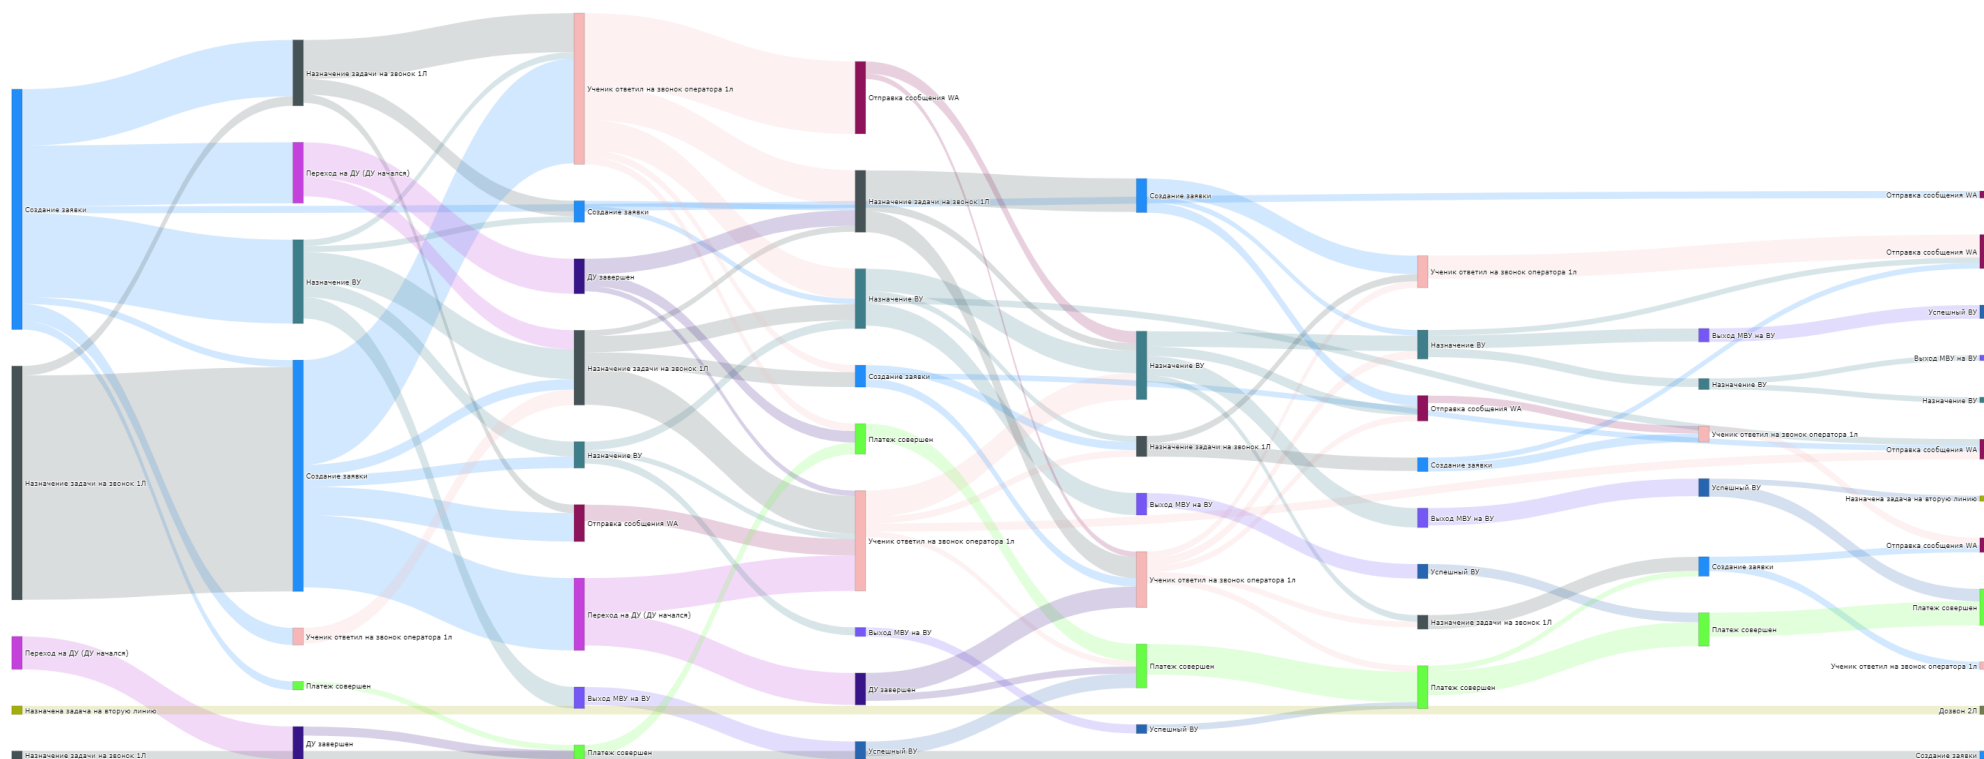 Создание заявки
Назначение задачи на звонок 1Л
Переход на ДУ (ДУ начался)
Назначена задача на вторую линию
Назначение задачи на звонок 1Л
Назначение задачи на звонок 1Л
Переход на ДУ (ДУ начался)
Назначение ВУ
Создание заявки
Ученик ответил на звонок оператора 1л
Платеж совершен
ДУ завершен
Ученик ответил на звонок оператора 1л
Создание заявки
ДУ завершен
Назначение задачи на звонок 1Л
Назначение ВУ
Отправка сообщения WA
Переход на ДУ (ДУ начался)
Выход МВУ на ВУ
Платеж совершен
Отправка сообщения WA
Назначение задачи на звонок 1Л
Назначение ВУ
Создание заявки
Платеж совершен
Ученик ответил на звонок оператора 1л
Выход МВУ на ВУ
ДУ завершен
Успешный ВУ
Создание заявки
Назначение ВУ
Назначение задачи на звонок 1Л
Выход МВУ на ВУ
Ученик ответил на звонок оператора 1л
Платеж совершен
Успешный ВУ
Ученик ответил на звонок оператора 1л
Назначение ВУ
Отправка сообщения WA
Создание заявки
Выход МВУ на ВУ
Успешный ВУ
Назначение задачи на звонок 1Л
Платеж совершен
Выход МВУ на ВУ
Назначение ВУ
Ученик ответил на звонок оператора 1л
Успешный ВУ
Создание заявки
Платеж совершен
Отправка сообщения WA
Отправка сообщения WA
Успешный ВУ
Выход МВУ на ВУ
Назначение ВУ
Отправка сообщения WA
Назначена задача на вторую линию
Отправка сообщения WA
Платеж совершен
Ученик ответил на звонок оператора 1л
Дозвон 2Л
Создание заявки